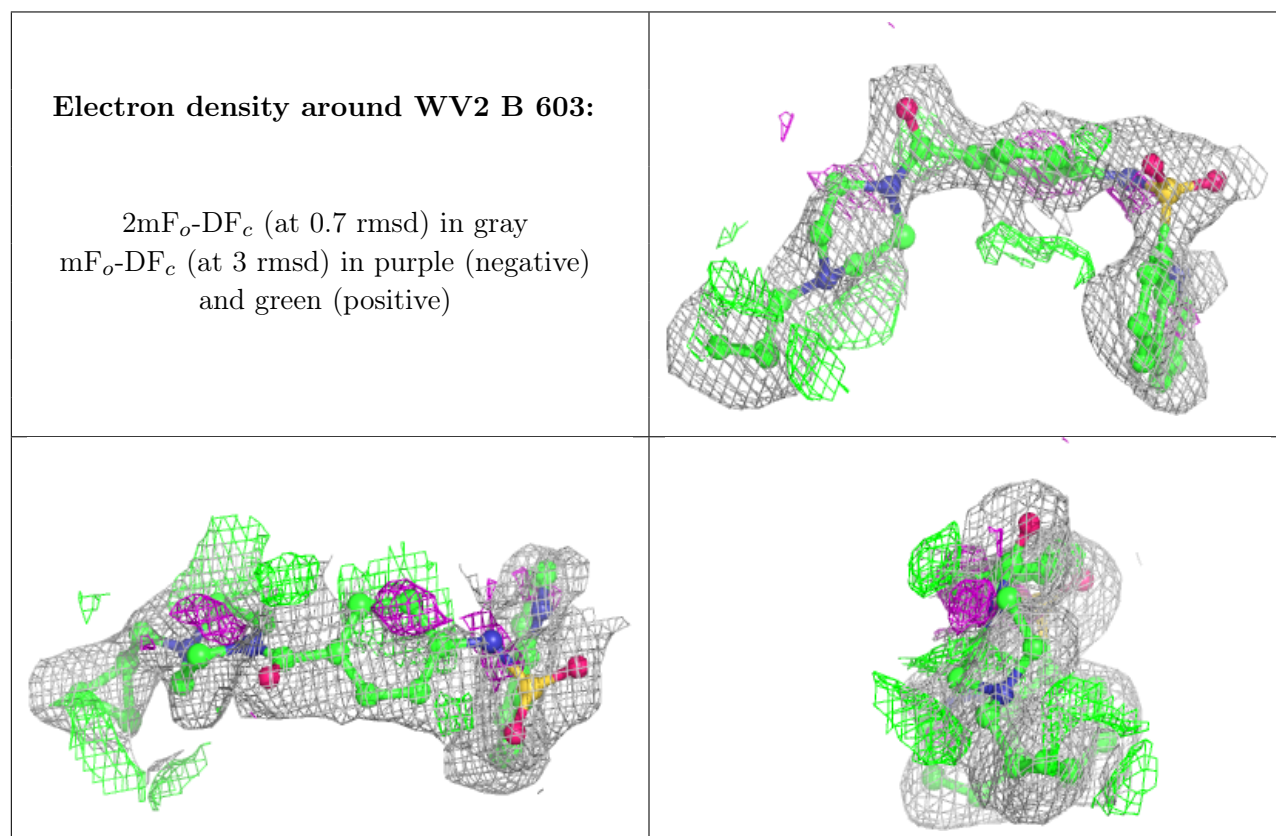 Electron density around WV2 B 603:
2mFo-DFc (at 0.7 rmsd) in gray
mFo-DFc (at 3 rmsd) in purple (negative)
and green (positive)